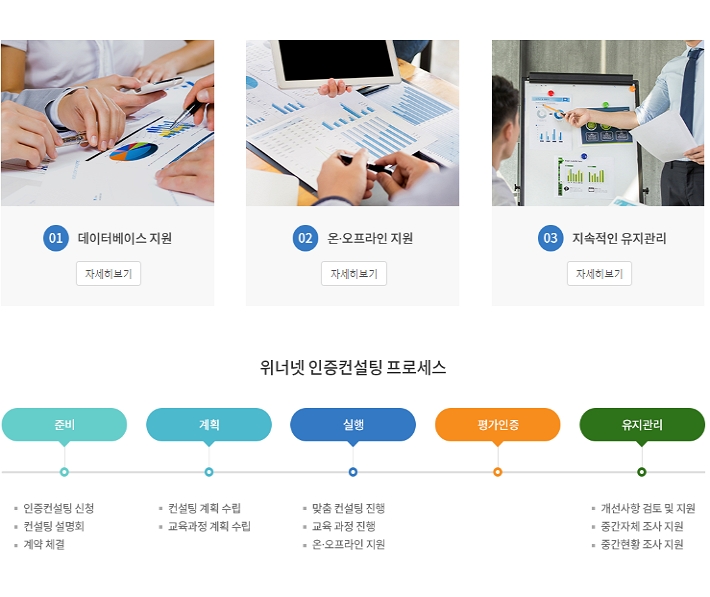 01 데이터베이스 지원
자세히보기
02 온·오프라인 지원
자세히보기
03 지속적인 유지관리
자세히보기
위너넷 인증컨설팅 프로세스
준비
계획
실행
평가인증
유지관리
인증컨설팅 신청
컨설팅 설명회
계약 체결
컨설팅 계획 수립
교육과정 계획 수립
맞춤 컨설팅 진행
교육 과정 진행
온·오프라인 지원
개선사항 검토 및 지원
중간자체 조사 지원
중간현황 조사 지원